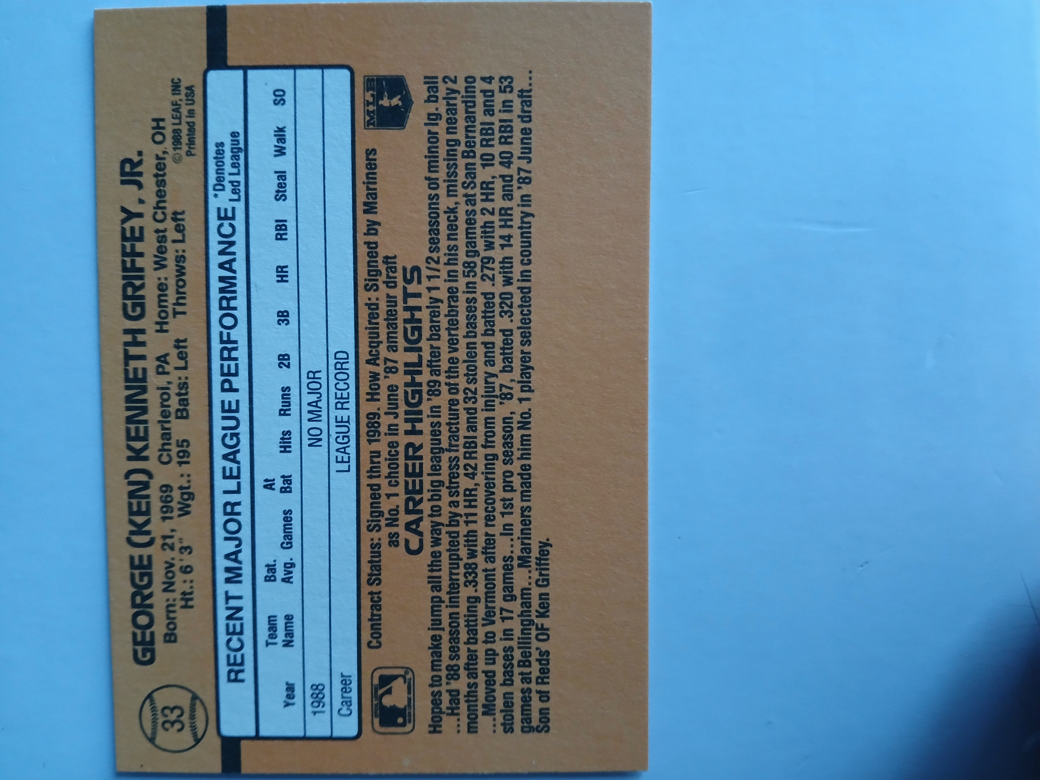 33
GEORGE (KEN) KENNETH GRIFFEY, JR.
Born: Nov. 21, 1969 Charleroi, PA Home: West Chester, OH
Ht.: 6' 3" Wgt.: 195 Bats: Left Throws: Left
©1988 LEAF, INC
Printed in USA
RECENT MAJOR LEAGUE PERFORMANCE
*Denotes
Led League
Year Team Name Bat. Avg. Games At Bat Hits Runs 2B 3B HR RBI Steal Walk SO
1988 NO MAJOR
Career LEAGUE RECORD
Contract Status: Signed thru 1989. How Acquired: Signed by Mariners
as No. 1 choice in June '87 amateur draft
MLB
CAREER HIGHLIGHTS
Hopes to make jump all the way to big leagues in '89 after barely 1 1/2 seasons of minor lg. ball
...Had '88 season interrupted by a stress fracture of the vertebrae in his neck, missing nearly 2
months after batting .338 with 11 HR, 42 RBI and 32 stolen bases in 58 games at San Bernardino
...Moved up to Vermont after recovering from injury and batted .279 with 2 HR, 10 RBI and 4
stolen bases in 17 games...In 1st pro season, '87, batted .320 with 14 HR and 40 RBI in 53
games at Bellingham...Mariners made him No. 1 player selected in country in '87 June draft...
Son of Reds' OF Ken Griffey.